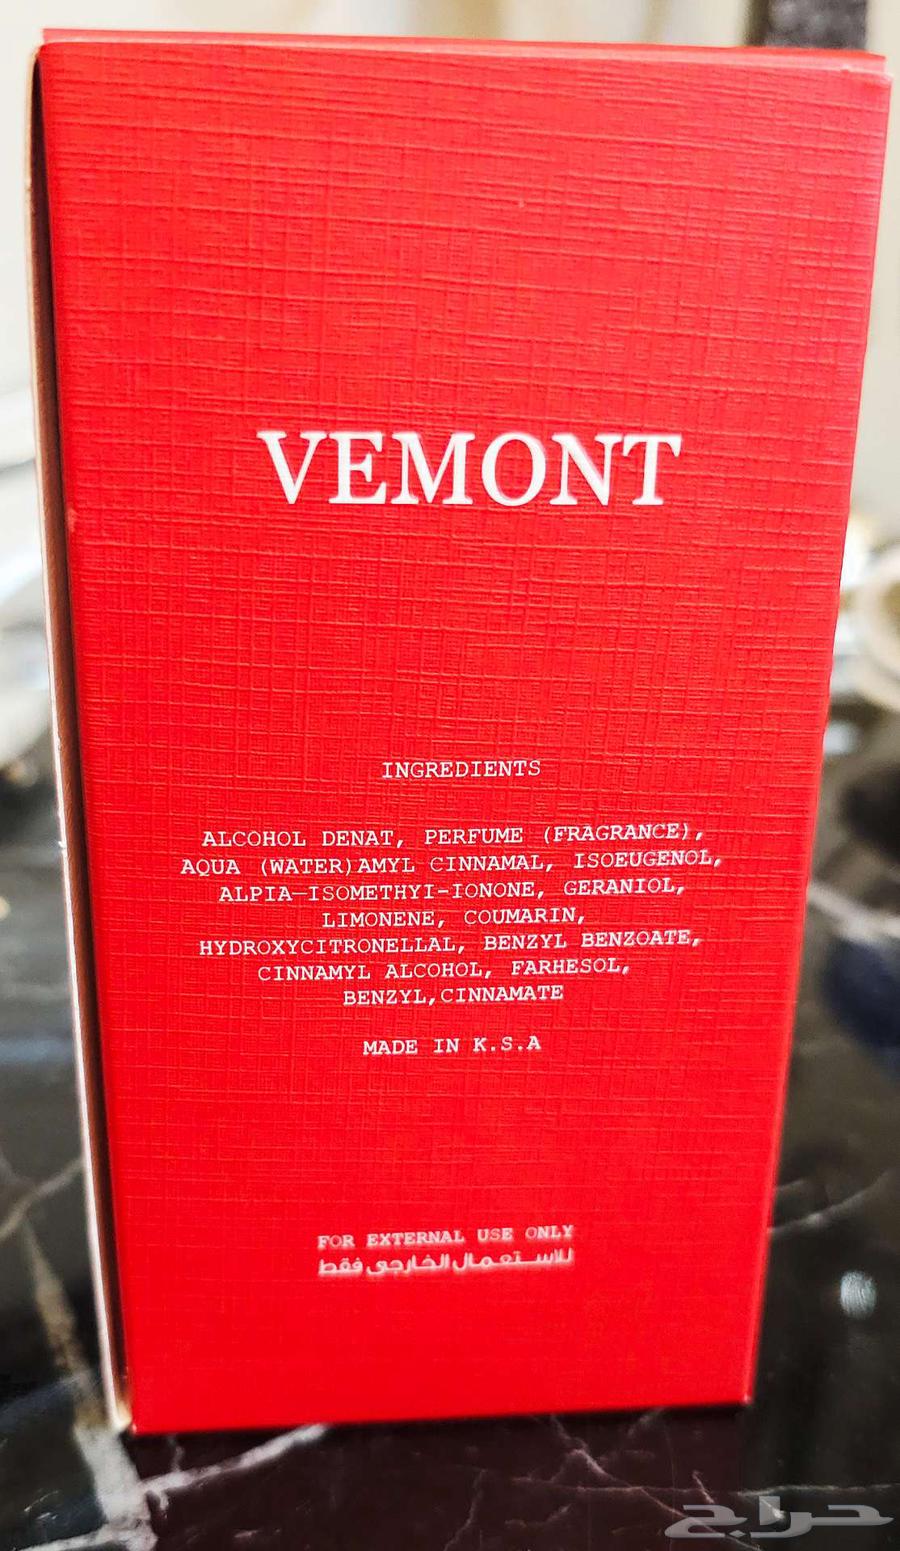 VEMONT
INGREDIENTS
ALCOHOL DENAT, PERFUME (FRAGRANCE),
AQUA (WATER)AMYL CINNAMAL, ISOEUGENOL,
ALPIA-ISOMETHYI-IONONE, GERANIOL,
LIMONENE, COUMARIN,
HYDROXYCITRONELLAL, BENZYL BENZOATE,
CINNAMYL ALCOHOL, FARHESOL,
BENZYL,CINNAMATE
MADE IN K.S.A
FOR EXTERNAL USE ONLY
للاستعمال الخارجي فقط
حراج